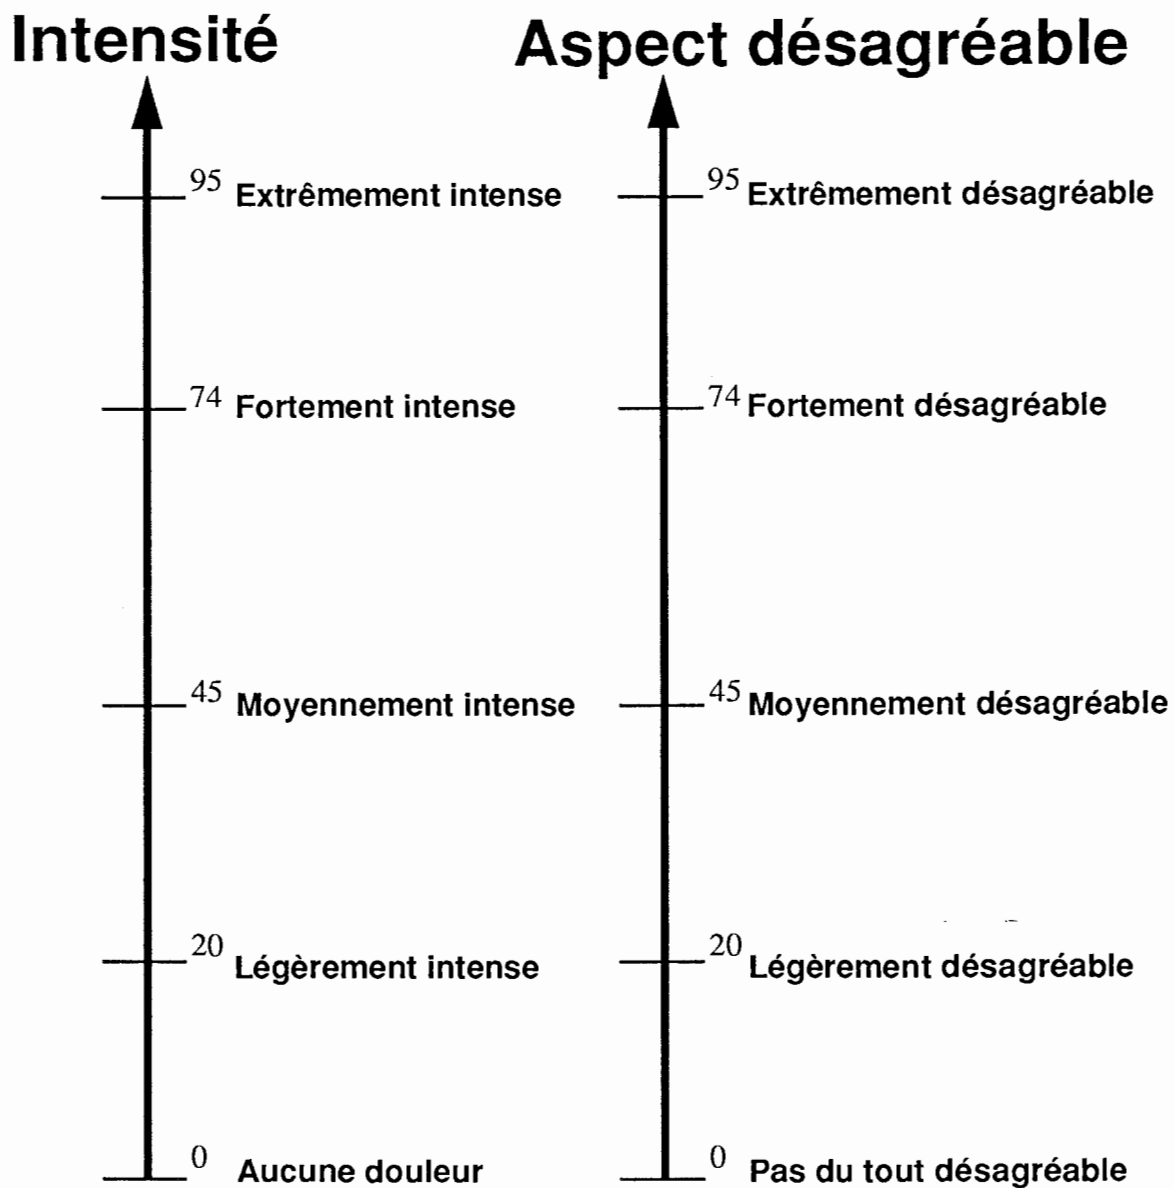 Intensité Aspect désagréable
95 Extrêmement intense 95 Extrêmement désagréable
74 Fortement intense 74 Fortement désagréable
45 Moyennement intense 45 Moyennement désagréable
20 Légèrement intense 20 Légèrement désagréable
0 Aucune douleur 0 Pas du tout désagréable